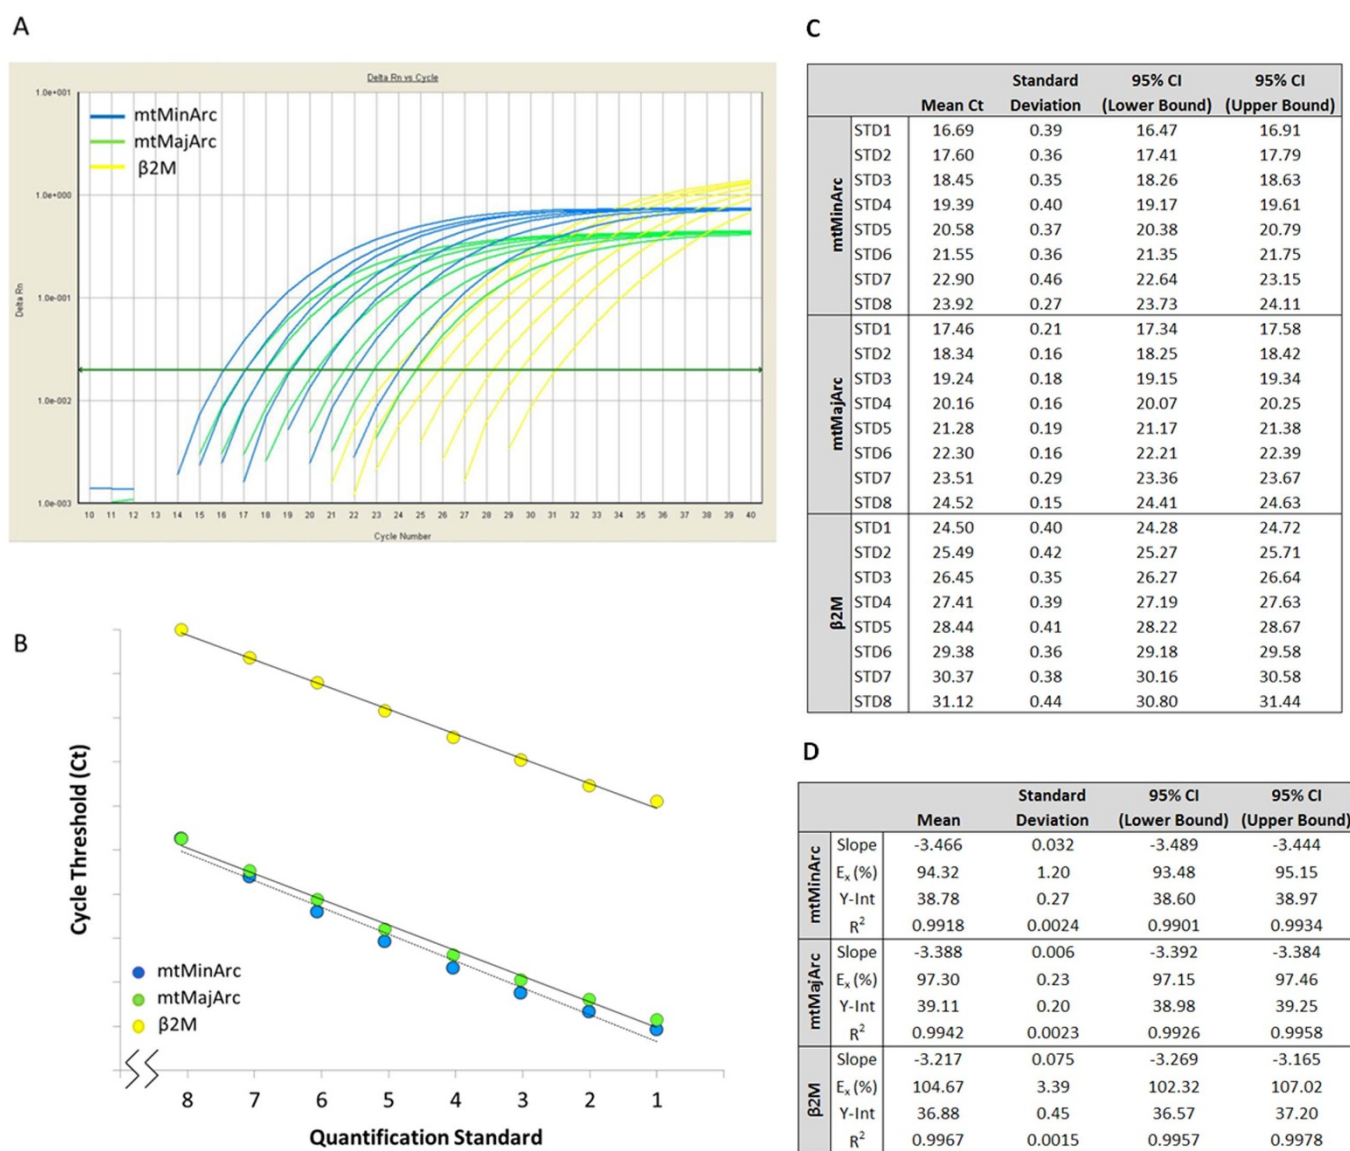 A
Delta Rn vs Cycle
1.0e+001
1.0e+000
1.0e-001
1.0e-002
1.0e-003
Delta Rn
mtMinArc
mtMajArc
β2M
10 11 12 13 14 15 16 17 18 19 20 21 22 23 24 25 26 27 28 29 30 31 32 33 34 35 36 37 38 39 40
Cycle Number
B
Cycle Threshold (Ct)
mtMinArc
mtMajArc
β2M
8 7 6 5 4 3 2 1
Quantification Standard
C
Mean Ct Standard Deviation 95% CI (Lower Bound) 95% CI (Upper Bound)
mtMinArc
STD1 16.69 0.39 16.47 16.91
STD2 17.60 0.36 17.41 17.79
STD3 18.45 0.35 18.26 18.63
STD4 19.39 0.40 19.17 19.61
STD5 20.58 0.37 20.38 20.79
STD6 21.55 0.36 21.35 21.75
STD7 22.90 0.46 22.64 23.15
STD8 23.92 0.27 23.73 24.11
mtMajArc
STD1 17.46 0.21 17.34 17.58
STD2 18.34 0.16 18.25 18.42
STD3 19.24 0.18 19.15 19.34
STD4 20.16 0.16 20.07 20.25
STD5 21.28 0.19 21.17 21.38
STD6 22.30 0.16 22.21 22.39
STD7 23.51 0.29 23.36 23.67
STD8 24.52 0.15 24.41 24.63
β2M
STD1 24.50 0.40 24.28 24.72
STD2 25.49 0.42 25.27 25.71
STD3 26.45 0.35 26.27 26.64
STD4 27.41 0.39 27.19 27.63
STD5 28.44 0.41 28.22 28.67
STD6 29.38 0.36 29.18 29.58
STD7 30.37 0.38 30.16 30.58
STD8 31.12 0.44 30.80 31.44
D
Mean Standard Deviation 95% CI (Lower Bound) 95% CI (Upper Bound)
mtMinArc
Slope -3.466 0.032 -3.489 -3.444
Eₓ (%) 94.32 1.20 93.48 95.15
Y-Int 38.78 0.27 38.60 38.97
R² 0.9918 0.0024 0.9901 0.9934
mtMajArc
Slope -3.388 0.006 -3.392 -3.384
Eₓ (%) 97.30 0.23 97.15 97.46
Y-Int 39.11 0.20 38.98 39.25
R² 0.9942 0.0023 0.9926 0.9958
β2M
Slope -3.217 0.075 -3.269 -3.165
Eₓ (%) 104.67 3.39 102.32 107.02
Y-Int 36.88 0.45 36.57 37.20
R² 0.9967 0.0015 0.9957 0.9978